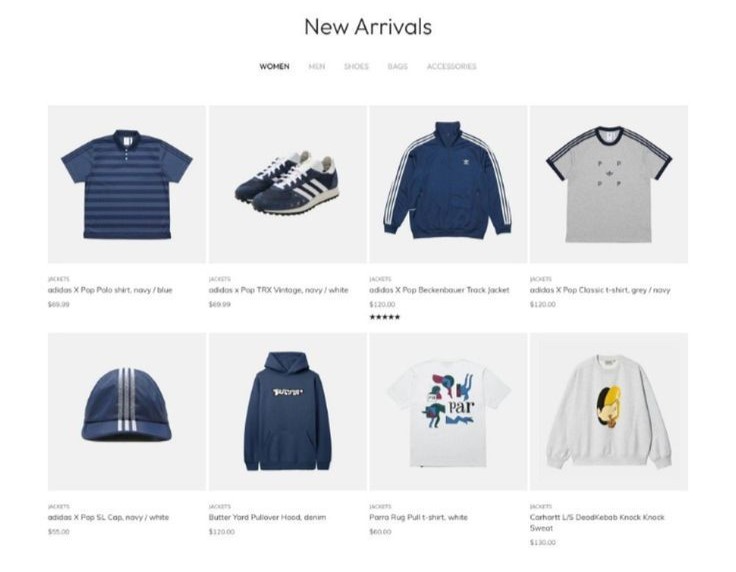 New Arrivals
WOMEN MEN SHOES BAGS ACCESSORIES
JACKETS
adidas X Pop Polo shirt, navy / blue
$69.99
JACKETS
adidas x Pop TRX Vintage, navy / white
$69.99
JACKETS
adidas X Pop Beckenbauer Track Jacket
$120.00
★★★★★
JACKETS
adidas X Pop Classic t-shirt, grey / navy
$120.00
P P
P P
JACKETS
adidas X Pop SL Cap, navy / white
$55.00
JACKETS
Butter Yard Pullover Hood, denim
$120.00
par
JACKETS
Parra Rug Pull t-shirt, white
$60.00
JACKETS
Carhartt L/S DeadKebab Knock Knock
Sweat
$130.00